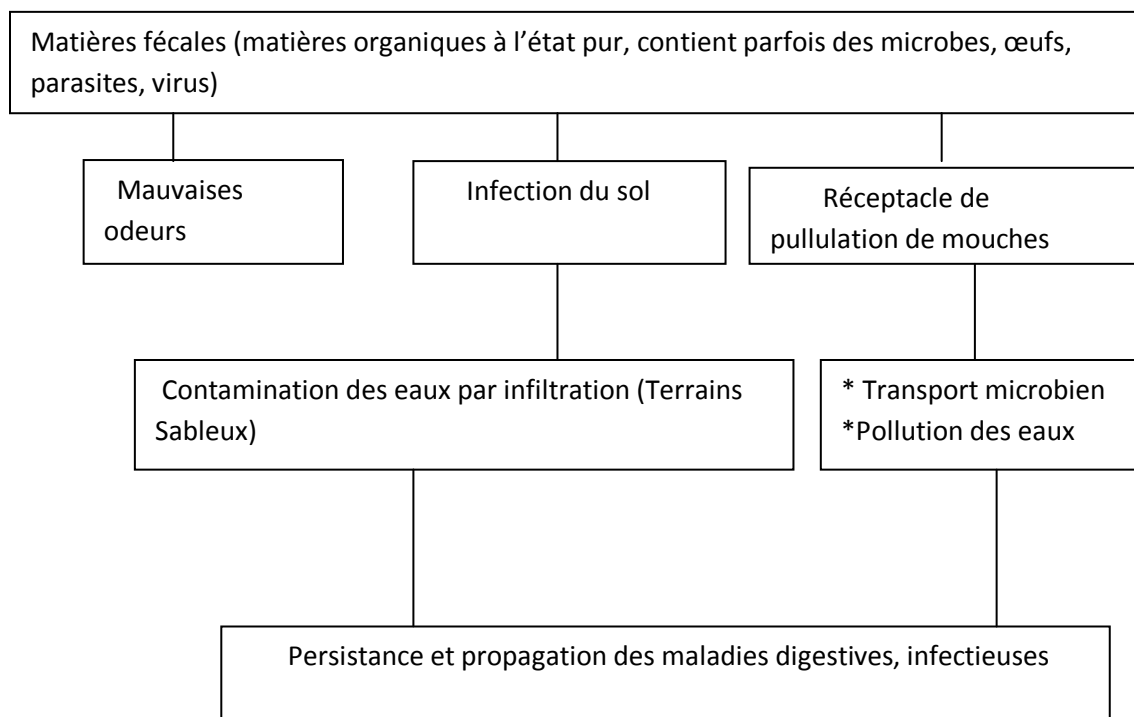 Matières fécales (matières organiques à l’état pur, contient parfois des microbes, œufs,
parasites, virus)
Mauvaises
odeurs
Infection du sol
Réceptacle de
pullulation de mouches
Contamination des eaux par infiltration (Terrains
Sableux)
* Transport microbien
*Pollution des eaux
Persistance et propagation des maladies digestives, infectieuses